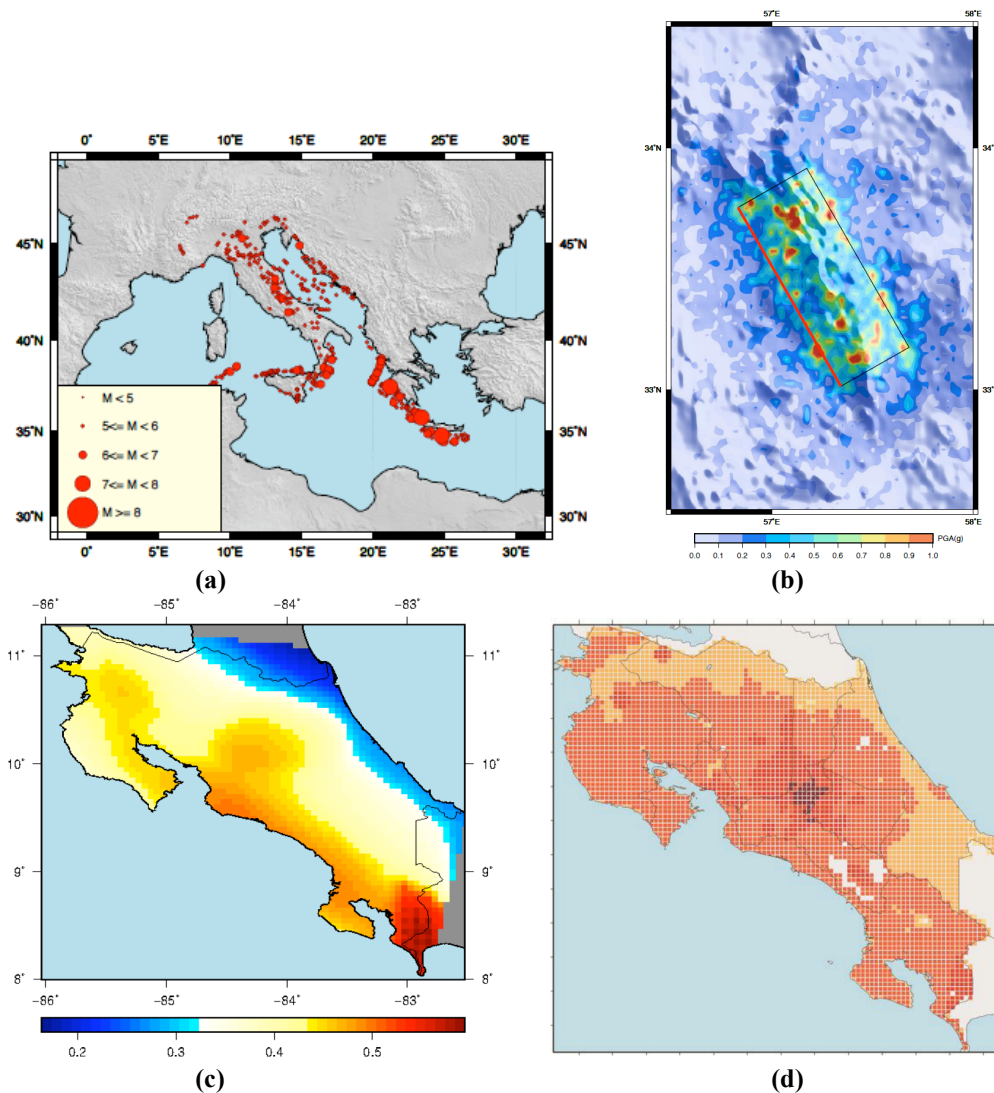 57˚E 58˚E
0˚ 5˚E 10˚E 15˚E 20˚E 25˚E 30˚E
34˚N 34˚N
45˚N 45˚N
40˚N 40˚N
35˚N 35˚N
30˚N 30˚N
M < 5
5<= M < 6
6<= M < 7
7<= M < 8
M >= 8
0˚ 5˚E 10˚E 15˚E 20˚E 25˚E 30˚E
33˚N 33˚N
57˚E 58˚E
PGA(g)
0.0 0.1 0.2 0.3 0.4 0.5 0.6 0.7 0.8 0.9 1.0
(a) (b)
−86˚ −85˚ −84˚ −83˚
11˚
10˚
9˚
8˚
11˚
10˚
9˚
8˚
−86˚ −85˚ −84˚ −83˚
0.2 0.3 0.4 0.5
(c) (d)